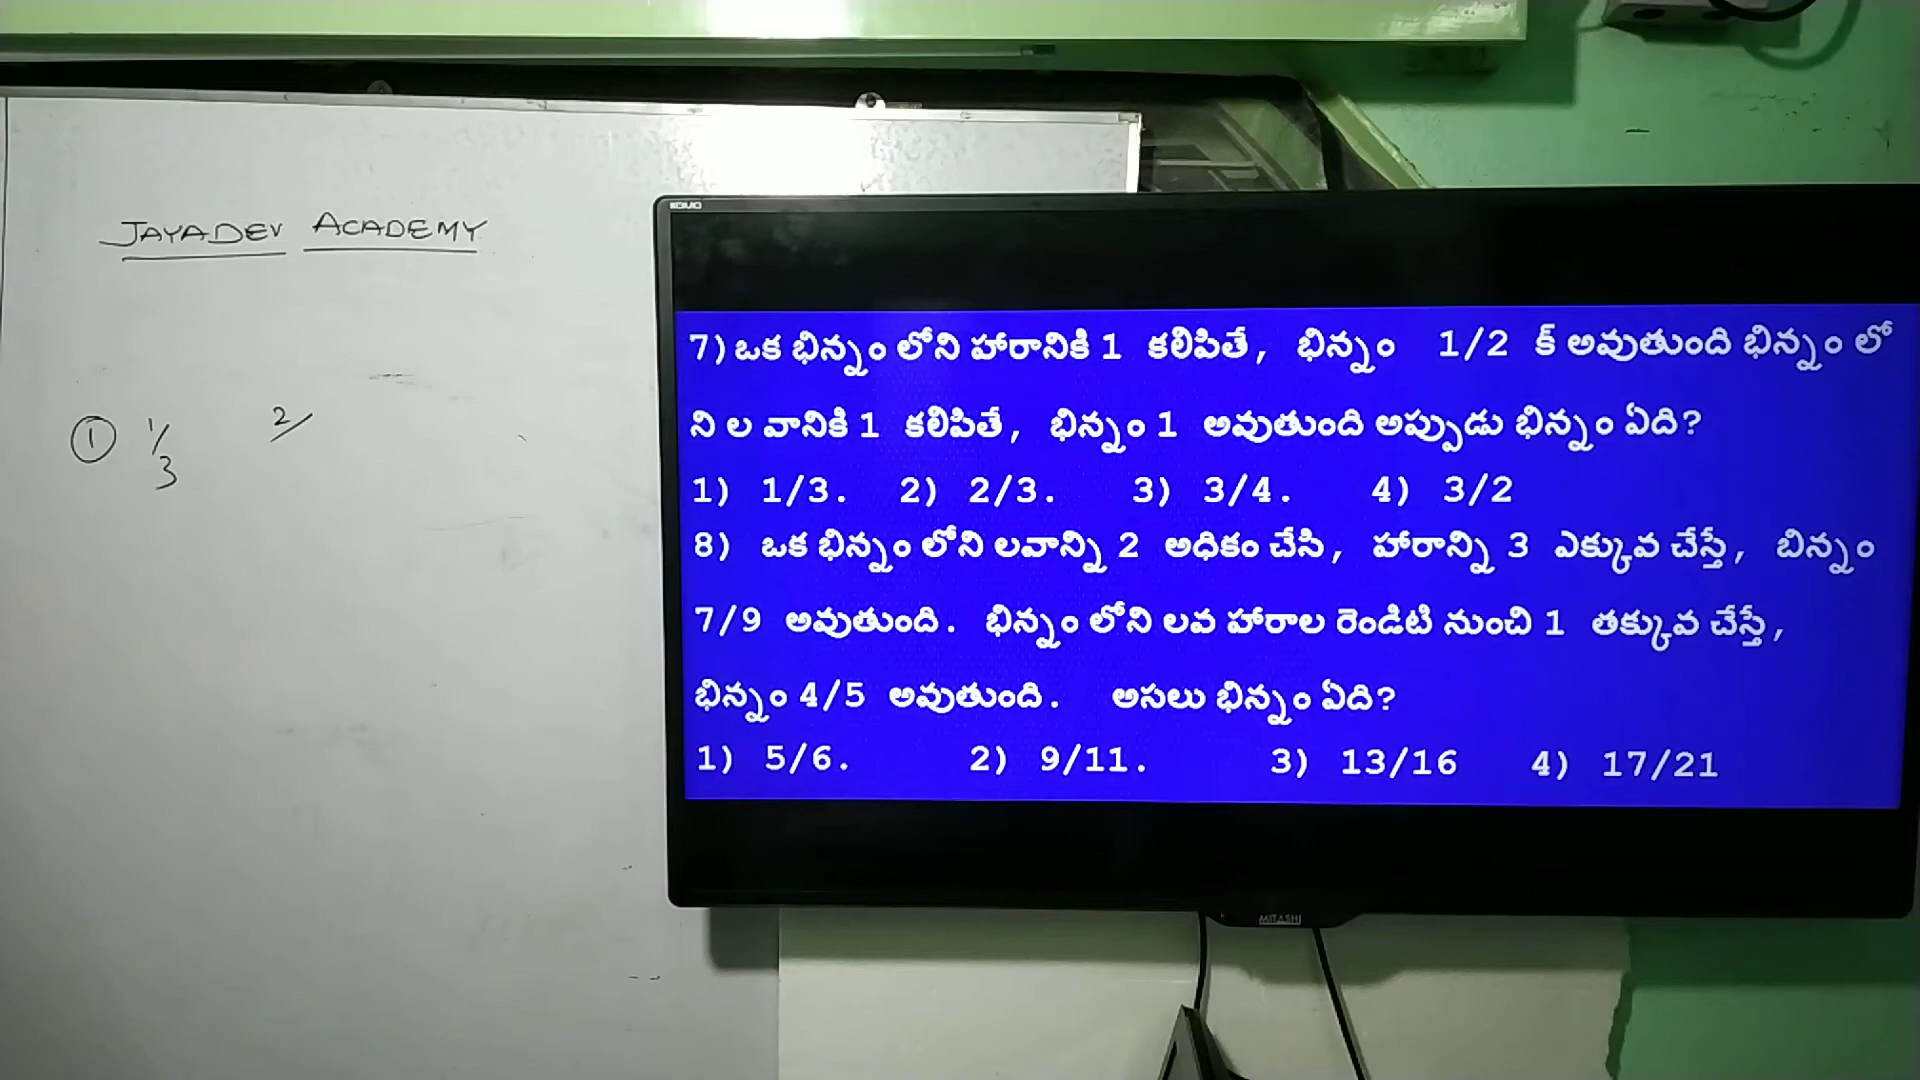 JAYADEV ACADEMY
① 1/3 2/
7)ఒక భిన్నం లోని హారానికి 1 కలిపితే, భిన్నం 1/2 క్ అవుతుంది భిన్నం లో
ని ల వానికి 1 కలిపితే, భిన్నం 1 అవుతుంది అప్పుడు భిన్నం ఏది?
1) 1/3. 2) 2/3. 3) 3/4. 4) 3/2
8) ఒక భిన్నం లోని లవాన్ని 2 అధికం చేసి, హారాన్ని 3 ఎక్కువ చేస్తే, బిన్నం
7/9 అవుతుంది. భిన్నం లోని లవ హారాల రెండిటి నుంచి 1 తక్కువ చేస్తే,
భిన్నం 4/5 అవుతుంది. అసలు భిన్నం ఏది?
1) 5/6. 2) 9/11. 3) 13/16 4) 17/21
MITASHI